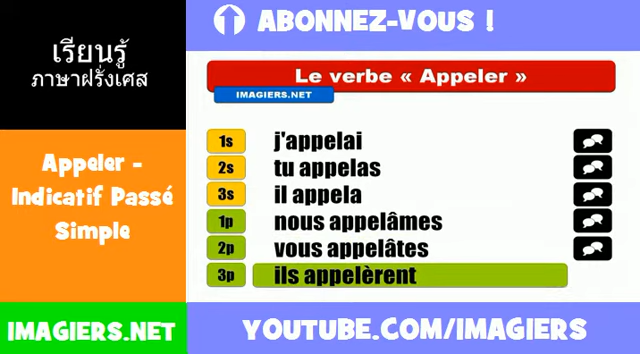 เรียนรู้
ภาษาฝรั่งเศส
Appeler -
Indicatif Passé
Simple
IMAGIERS.NET
ABONNEZ-VOUS !
Le verbe « Appeler »
IMAGIERS.NET
1s j'appelai
2s tu appelas
3s il appela
1p nous appelâmes
2p vous appelâtes
3p ils appelèrent
YOUTUBE.COM/IMAGIERS